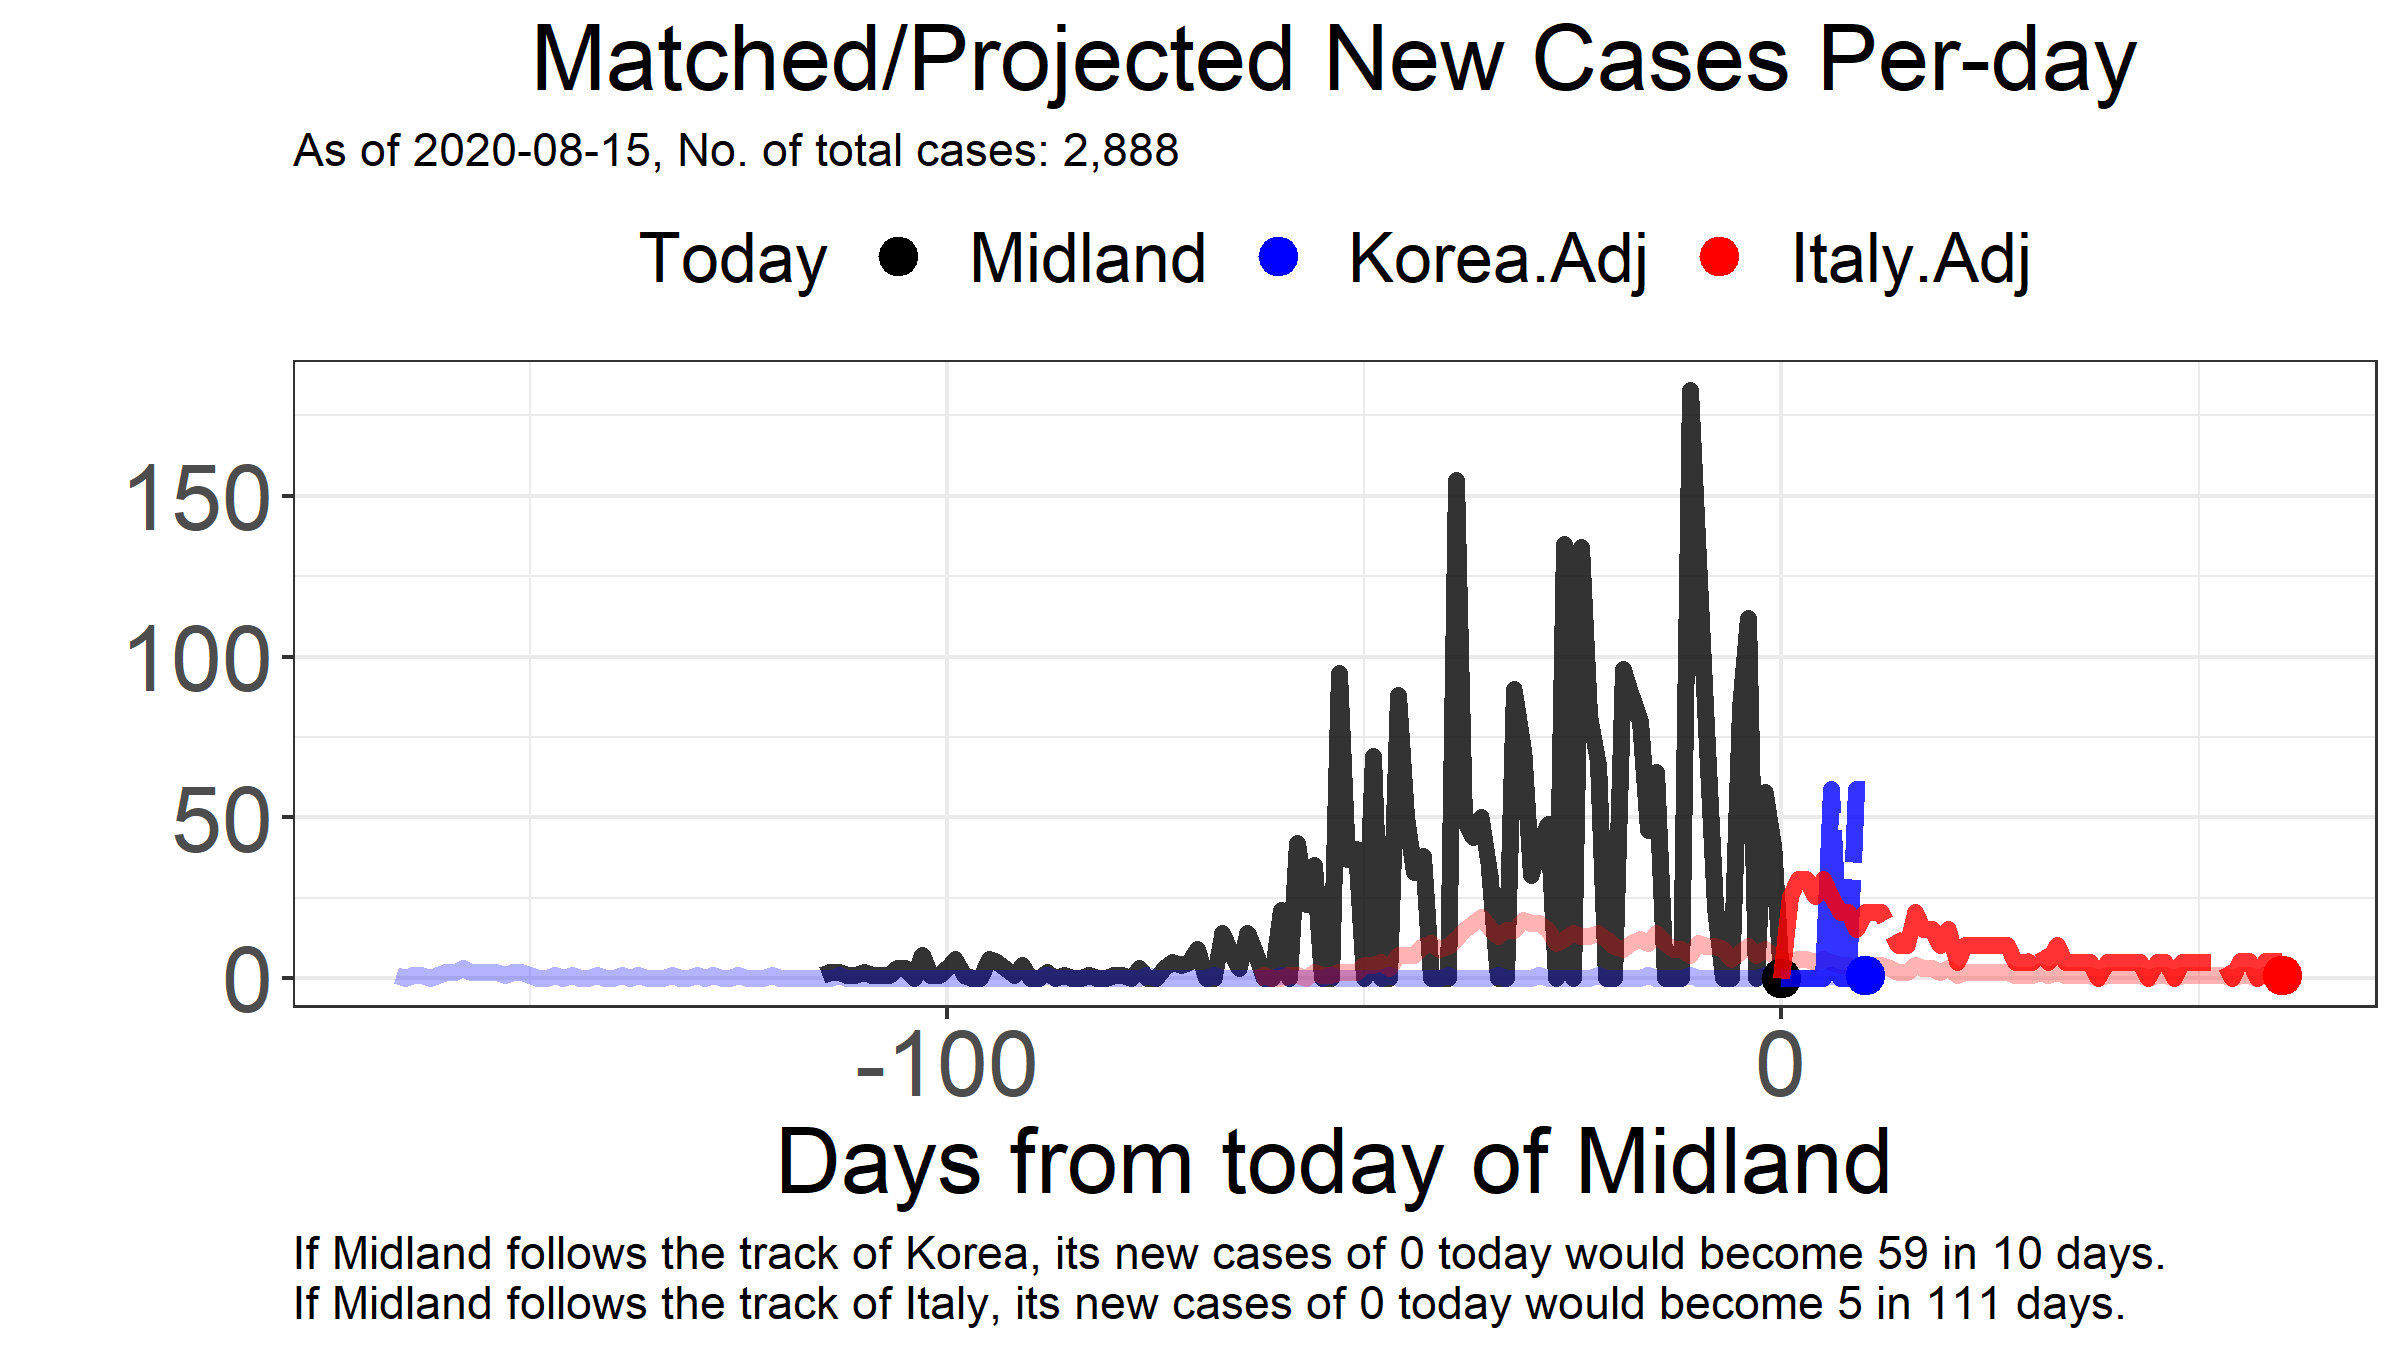 Matched/Projected New Cases Per-day
As of 2020-08-15, No. of total cases: 2,888
Today Midland Korea.Adj Italy.Adj
150
100
50
0
-100 0
Days from today of Midland
If Midland follows the track of Korea, its new cases of 0 today would become 59 in 10 days.
If Midland follows the track of Italy, its new cases of 0 today would become 5 in 111 days.